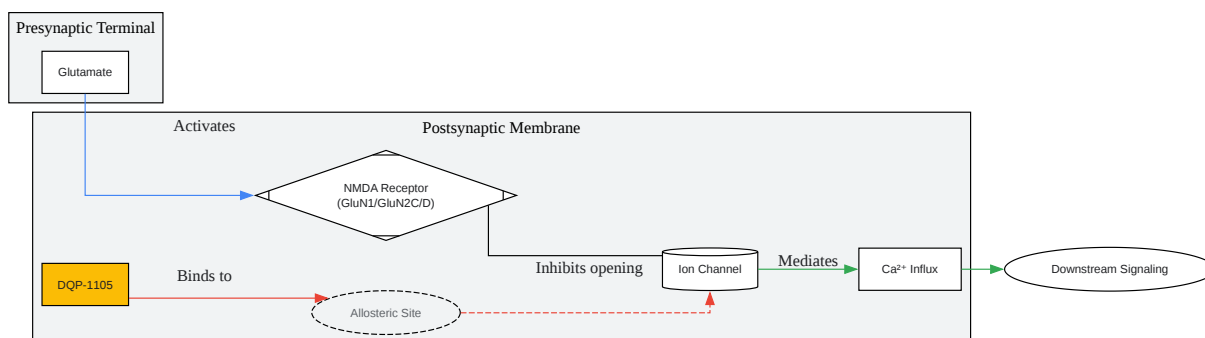 Presynaptic Terminal
Glutamate
Activates
Postsynaptic Membrane
NMDA Receptor
(GluN1/GluN2C/D)
DQP-1105
Binds to
Allosteric Site
Inhibits opening
Ion Channel
Mediates
Ca²⁺ Influx
Downstream Signaling